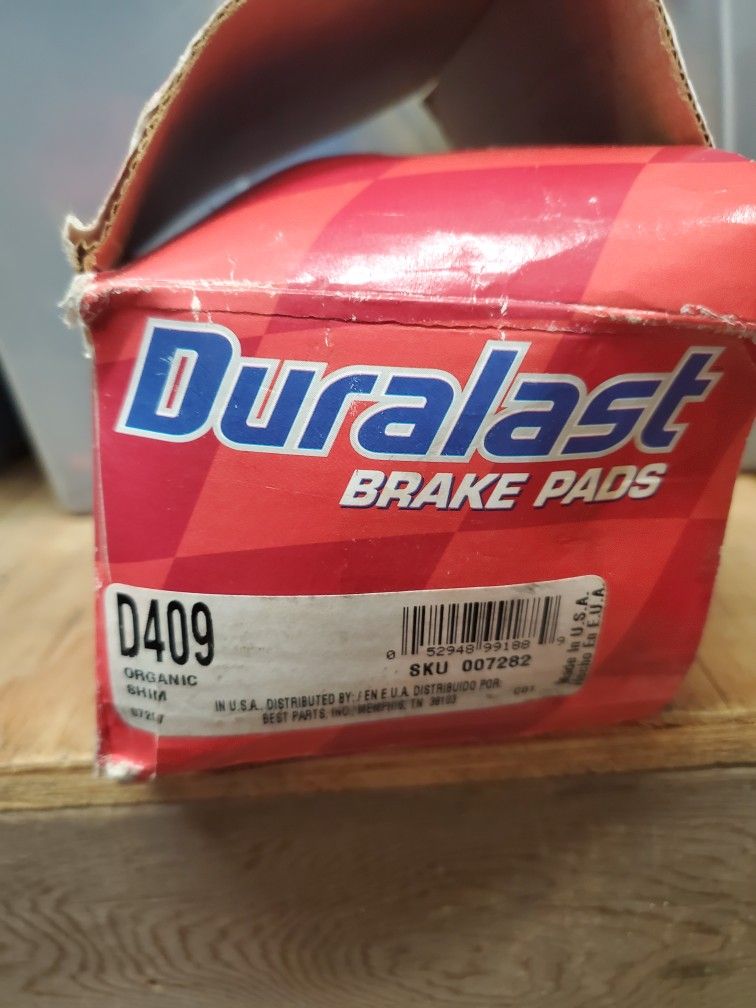 Duralast
BRAKE PADS
D409
ORGANIC
SHIM
0 52948 99188
SKU 007282
IN U.S.A., DISTRIBUTED BY: / EN E.U.A. DISTRIBUIDO POR:
BEST PARTS, INC., MEMPHIS, TN 38103
Made In U.S.A.
Hecho En E.U.A